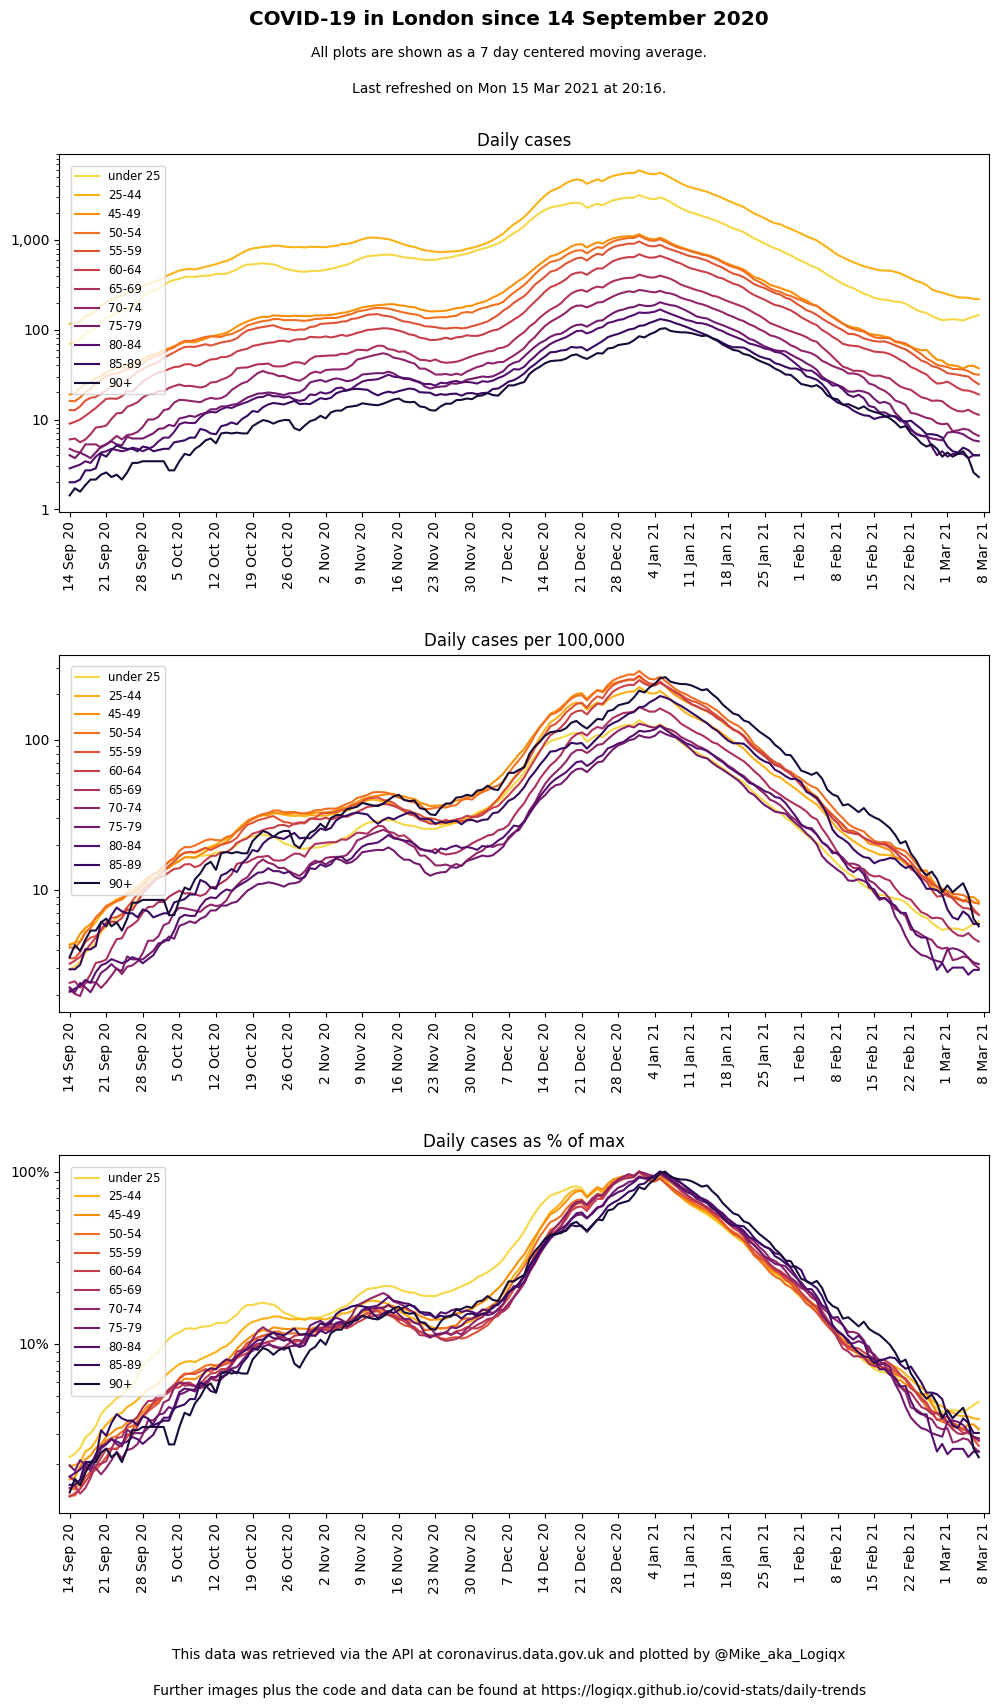 COVID-19 in London since 14 September 2020
All plots are shown as a 7 day centered moving average.
Last refreshed on Mon 15 Mar 2021 at 20:16.
Daily cases
under 25
25-44
45-49
50-54
55-59
60-64
65-69
70-74
75-79
80-84
85-89
90+
1,000
100
10
1
14 Sep 20
21 Sep 20
28 Sep 20
5 Oct 20
12 Oct 20
19 Oct 20
26 Oct 20
2 Nov 20
9 Nov 20
16 Nov 20
23 Nov 20
30 Nov 20
7 Dec 20
14 Dec 20
21 Dec 20
28 Dec 20
4 Jan 21
11 Jan 21
18 Jan 21
25 Jan 21
1 Feb 21
8 Feb 21
15 Feb 21
22 Feb 21
1 Mar 21
8 Mar 21
Daily cases per 100,000
under 25
25-44
45-49
50-54
55-59
60-64
65-69
70-74
75-79
80-84
85-89
90+
100
10
14 Sep 20
21 Sep 20
28 Sep 20
5 Oct 20
12 Oct 20
19 Oct 20
26 Oct 20
2 Nov 20
9 Nov 20
16 Nov 20
23 Nov 20
30 Nov 20
7 Dec 20
14 Dec 20
21 Dec 20
28 Dec 20
4 Jan 21
11 Jan 21
18 Jan 21
25 Jan 21
1 Feb 21
8 Feb 21
15 Feb 21
22 Feb 21
1 Mar 21
8 Mar 21
Daily cases as % of max
under 25
25-44
45-49
50-54
55-59
60-64
65-69
70-74
75-79
80-84
85-89
90+
100%
10%
14 Sep 20
21 Sep 20
28 Sep 20
5 Oct 20
12 Oct 20
19 Oct 20
26 Oct 20
2 Nov 20
9 Nov 20
16 Nov 20
23 Nov 20
30 Nov 20
7 Dec 20
14 Dec 20
21 Dec 20
28 Dec 20
4 Jan 21
11 Jan 21
18 Jan 21
25 Jan 21
1 Feb 21
8 Feb 21
15 Feb 21
22 Feb 21
1 Mar 21
8 Mar 21
This data was retrieved via the API at coronavirus.data.gov.uk and plotted by @Mike_aka_Logiqx
Further images plus the code and data can be found at https://logiqx.github.io/covid-stats/daily-trends